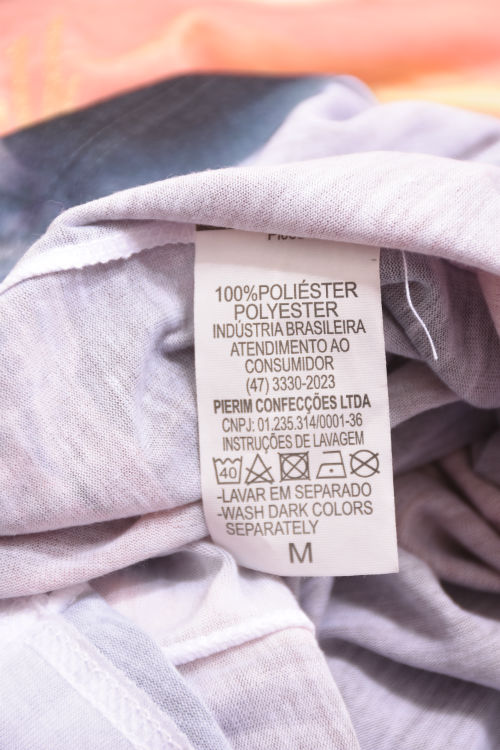 100%POLIÉSTER
POLYESTER
INDÚSTRIA BRASILEIRA
ATENDIMENTO AO
CONSUMIDOR
(47) 3330-2023
PIERIM CONFECÇÕES LTDA
CNPJ: 01.235.314/0001-36
INSTRUÇÕES DE LAVAGEM
40
-LAVAR EM SEPARADO
-WASH DARK COLORS
SEPARATELY
M